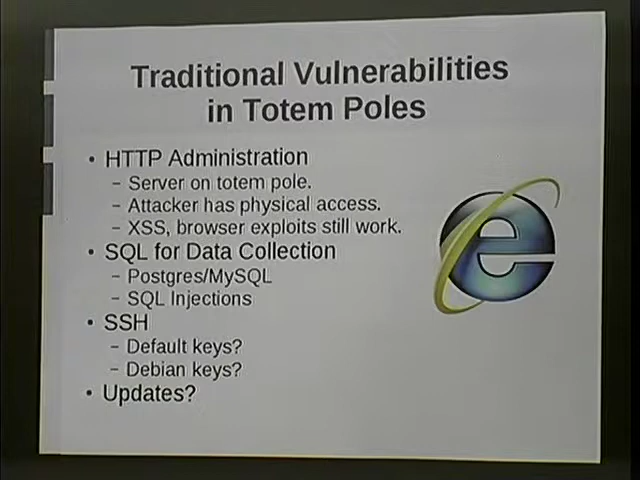 Traditional Vulnerabilities
in Totem Poles
• HTTP Administration
– Server on totem pole.
– Attacker has physical access.
– XSS, browser exploits still work.
• SQL for Data Collection
– Postgres/MySQL
– SQL Injections
• SSH
– Default keys?
– Debian keys?
• Updates?